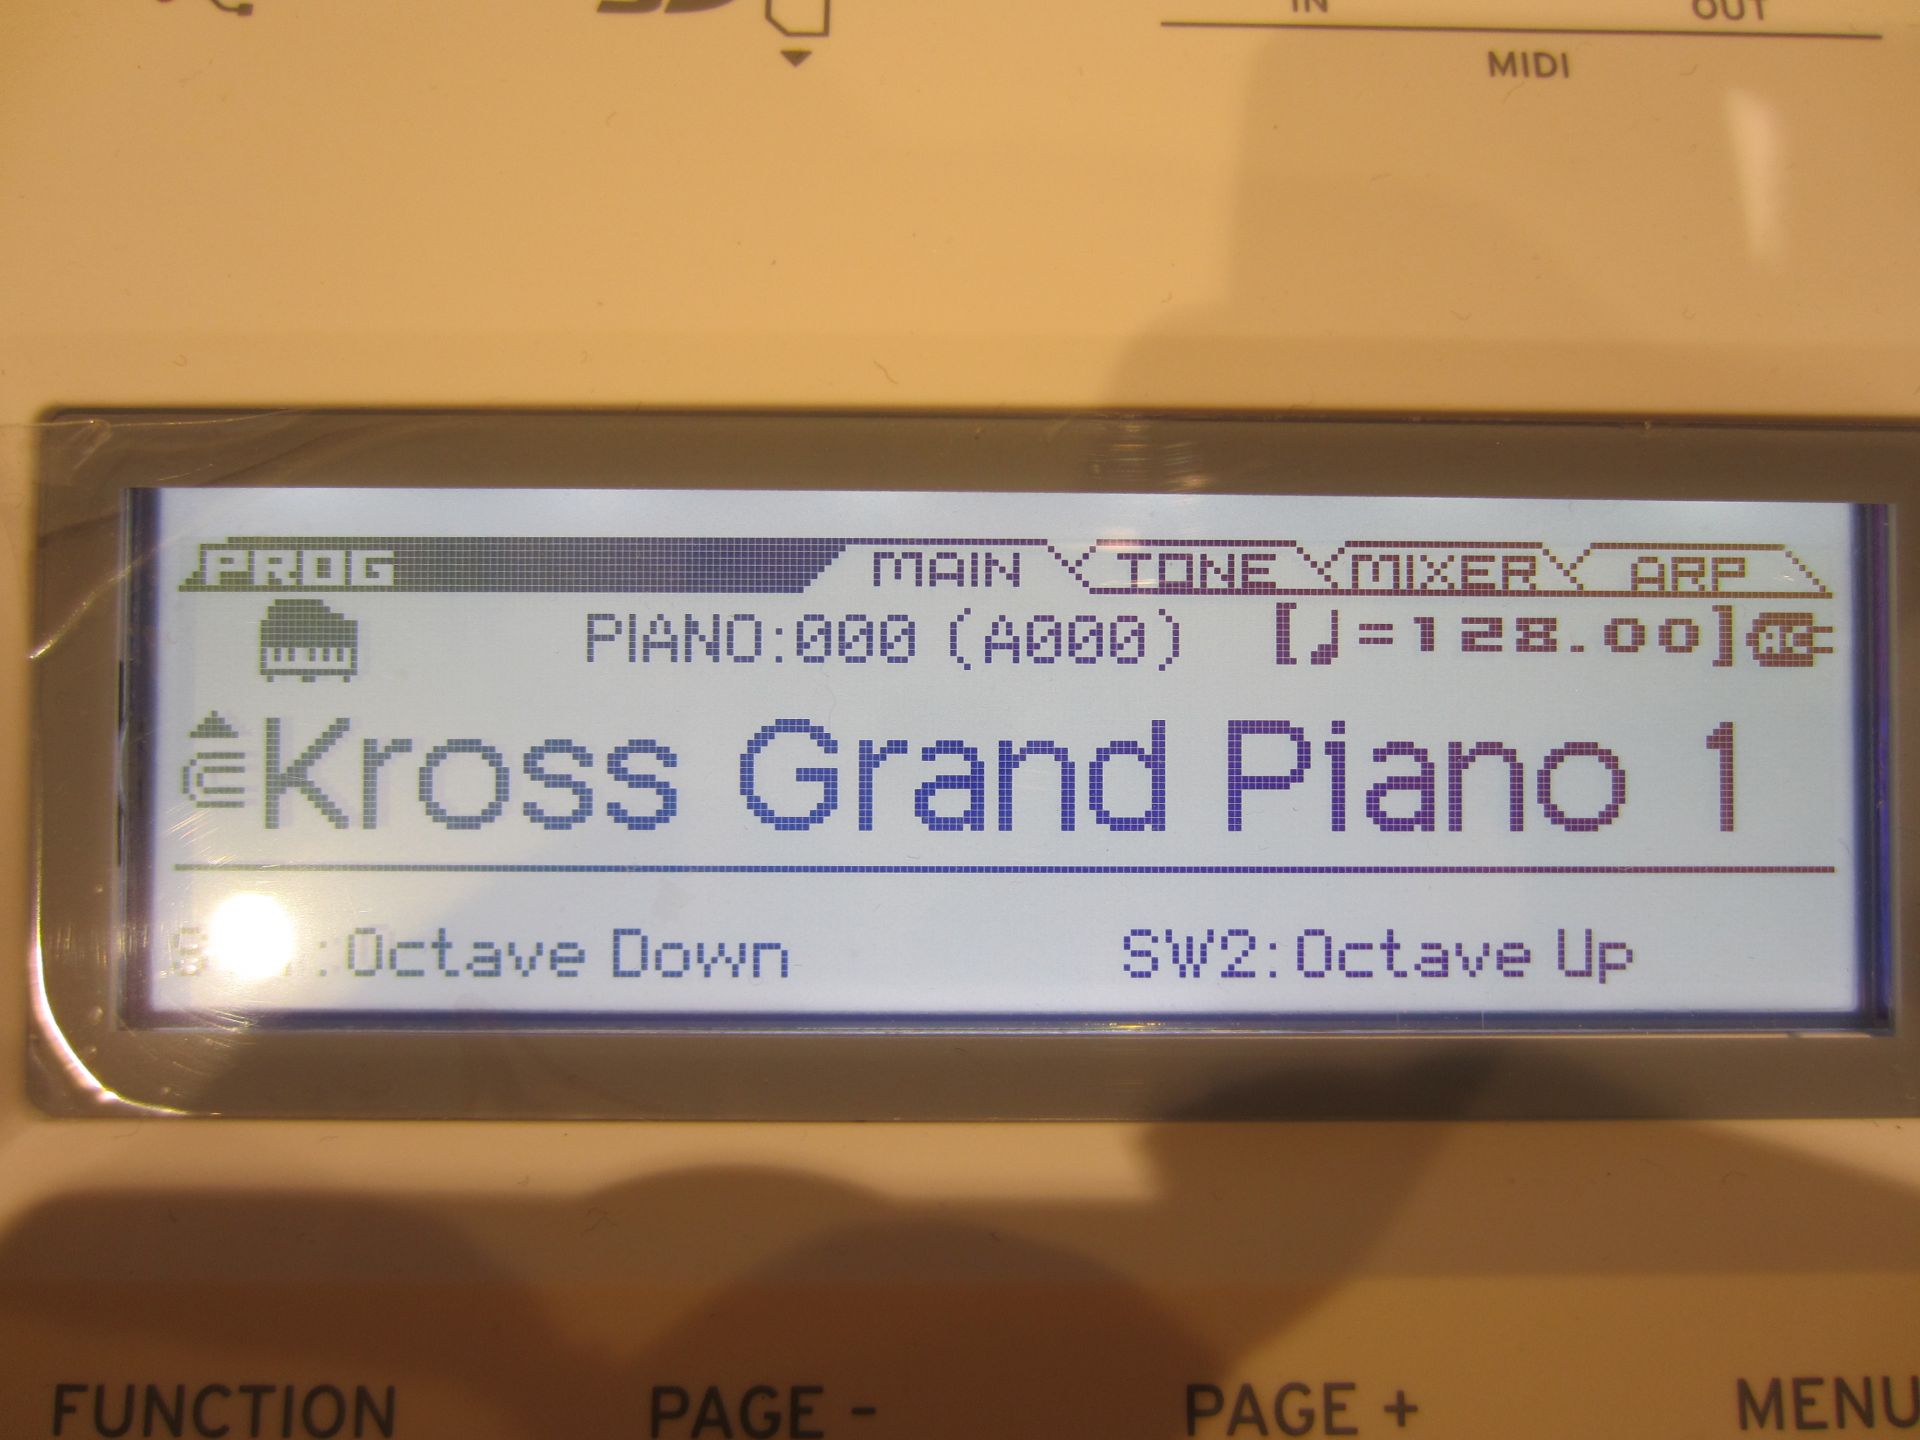 IN OUT
MIDI
PROG MAIN TONE MIXER ARP
PIANO:000 (A000) [♩=128.00] AC
Kross Grand Piano 1
:Octave Down SW2:Octave Up
FUNCTION PAGE - PAGE + MENU